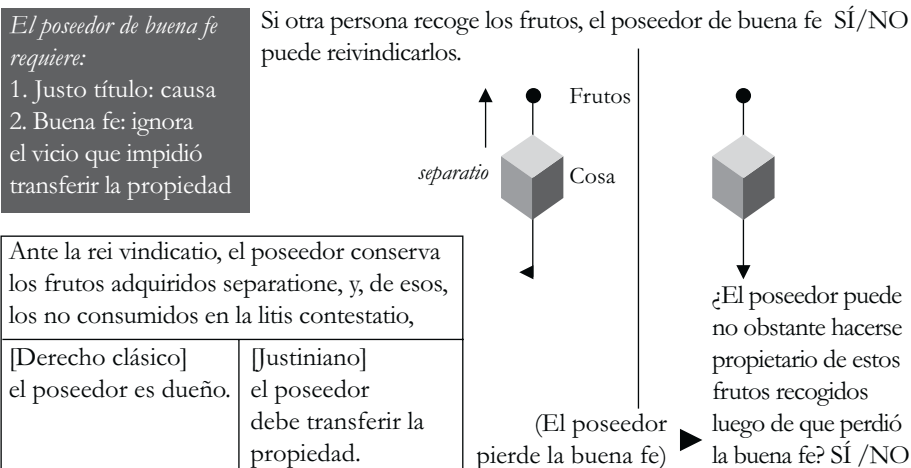 El poseedor de buena fe
requiere:
1. Justo título: causa
2. Buena fe: ignora
el vicio que impidió
transferir la propiedad
Si otra persona recoge los frutos, el poseedor de buena fe SÍ/NO
puede reivindicarlos.
Frutos
separatio
Cosa
Ante la rei vindicatio, el poseedor conserva
los frutos adquiridos separatione, y, de esos,
los no consumidos en la litis contestatio,
[Derecho clásico]
el poseedor es dueño.
[Justiniano]
el poseedor
debe transferir la
propiedad.
(El poseedor
pierde la buena fe)
¿El poseedor puede
no obstante hacerse
propietario de estos
frutos recogidos
luego de que perdió
la buena fe? SÍ /NO